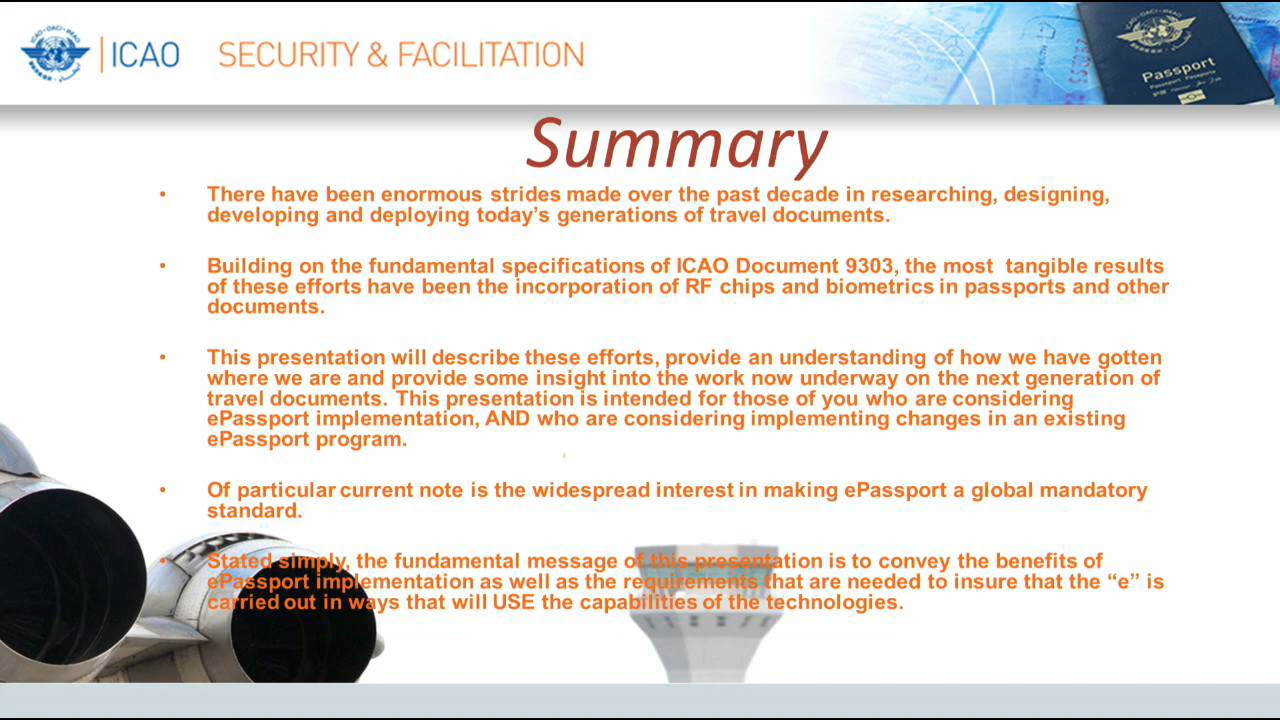 ICAO SECURITY & FACILITATION
Passport
Summary
• There have been enormous strides made over the past decade in researching, designing,
developing and deploying today’s generations of travel documents.
• Building on the fundamental specifications of ICAO Document 9303, the most tangible results
of these efforts have been the incorporation of RF chips and biometrics in passports and other
documents.
• This presentation will describe these efforts, provide an understanding of how we have gotten
where we are and provide some insight into the work now underway on the next generation of
travel documents. This presentation is intended for those of you who are considering
ePassport implementation, AND who are considering implementing changes in an existing
ePassport program.
• Of particular current note is the widespread interest in making ePassport a global mandatory
standard.
• Stated simply, the fundamental message of this presentation is to convey the benefits of
ePassport implementation as well as the requirements that are needed to insure that the “e” is
carried out in ways that will USE the capabilities of the technologies.